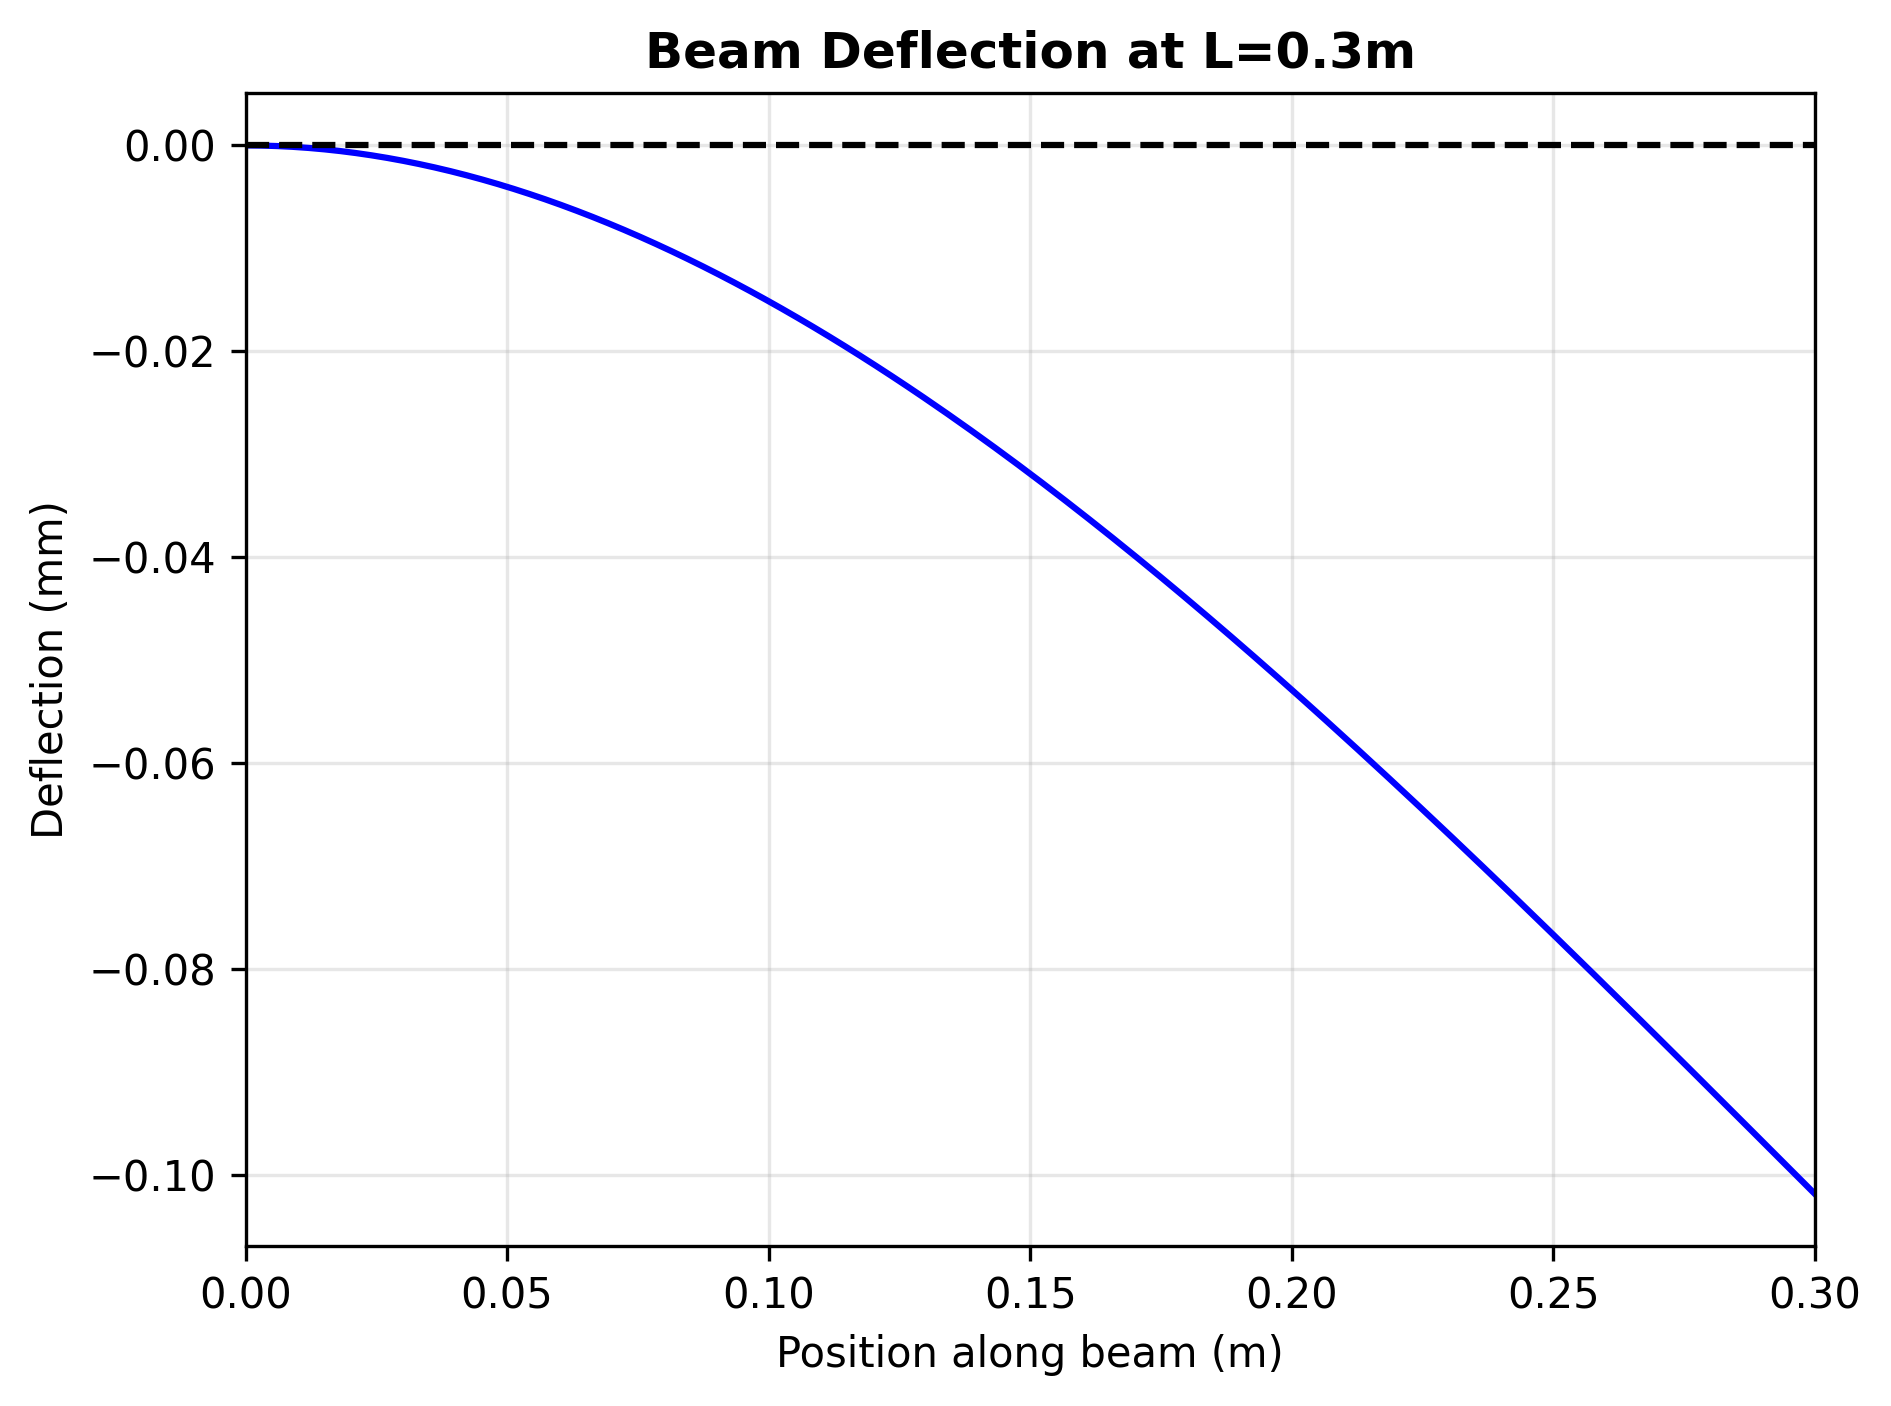 Beam Deflection at L=0.3m
Deflection (mm)
0.00
−0.02
−0.04
−0.06
−0.08
−0.10
0.00 0.05 0.10 0.15 0.20 0.25 0.30
Position along beam (m)